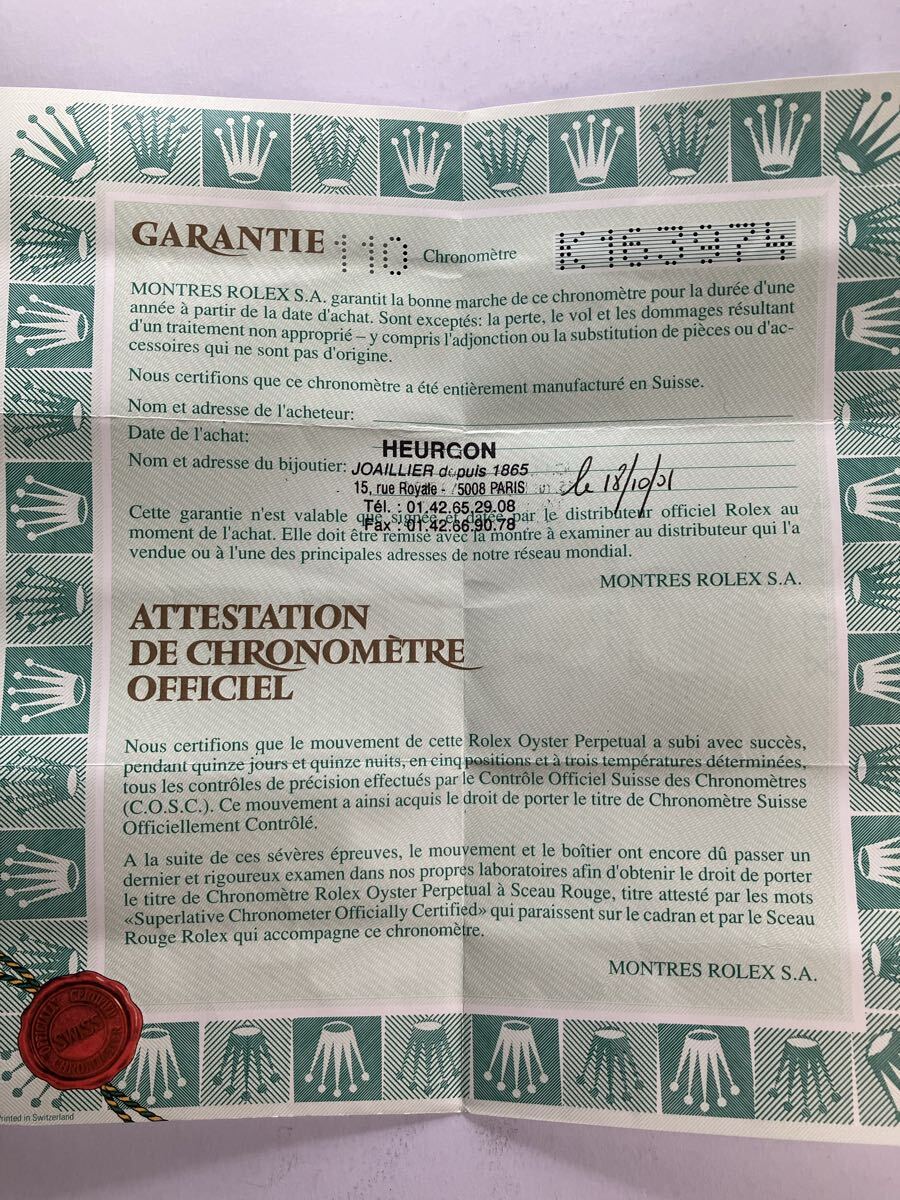 GARANTIE 110 Chronomètre K163974
MONTRES ROLEX S.A. garantit la bonne marche de ce chronomètre pour la durée d'une
année à partir de la date d'achat. Sont exceptés: la perte, le vol et les dommages résultant
d'un traitement non approprié – y compris l'adjonction ou la substitution de pièces ou d'ac-
cessoires qui ne sont pas d'origine.
Nous certifions que ce chronomètre a été entièrement manufacturé en Suisse.
Nom et adresse de l'acheteur:
Date de l'achat:
HEURGON
Nom et adresse du bijoutier: JOAILLIER depuis 1865
15, rue Royale - 75008 PARIS le 18/10/01
Tél. : 01.42.65.29.08
Cette garantie n'est valable que signée et datée par le distributeur officiel Rolex au
Fax : 01.42.66.90.78
moment de l'achat. Elle doit être remise avec la montre à examiner au distributeur qui l'a
vendue ou à l'une des principales adresses de notre réseau mondial.
MONTRES ROLEX S.A.
ATTESTATION
DE CHRONOMÈTRE
OFFICIEL
Nous certifions que le mouvement de cette Rolex Oyster Perpetual a subi avec succès,
pendant quinze jours et quinze nuits, en cinq positions et à trois températures déterminées,
tous les contrôles de précision effectués par le Contrôle Officiel Suisse des Chronomètres
(C.O.S.C.). Ce mouvement a ainsi acquis le droit de porter le titre de Chronomètre Suisse
Officiellement Contrôlé.
A la suite de ces sévères épreuves, le mouvement et le boîtier ont encore dû passer un
dernier et rigoureux examen dans nos propres laboratoires afin d'obtenir le droit de porter
le titre de Chronomètre Rolex Oyster Perpetual à Sceau Rouge, titre attesté par les mots
«Superlative Chronometer Officially Certified» qui paraissent sur le cadran et par le Sceau
Rouge Rolex qui accompagne ce chronomètre.
MONTRES ROLEX S.A.
OFFICIALLY CERTIFIED
SWISS
CHRONOMETER
Printed in Switzerland